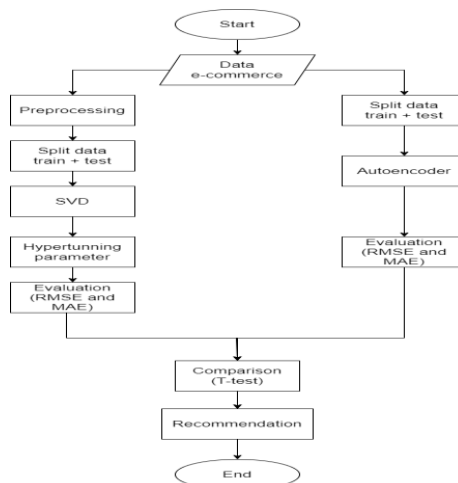 Start
Data
e-commerce
Preprocessing
Split data
train + test
SVD
Hypertunning
parameter
Evaluation
(RMSE and
MAE)
Split data
train + test
Autoencoder
Evaluation
(RMSE and
MAE)
Comparison
(T-test)
Recommendation
End